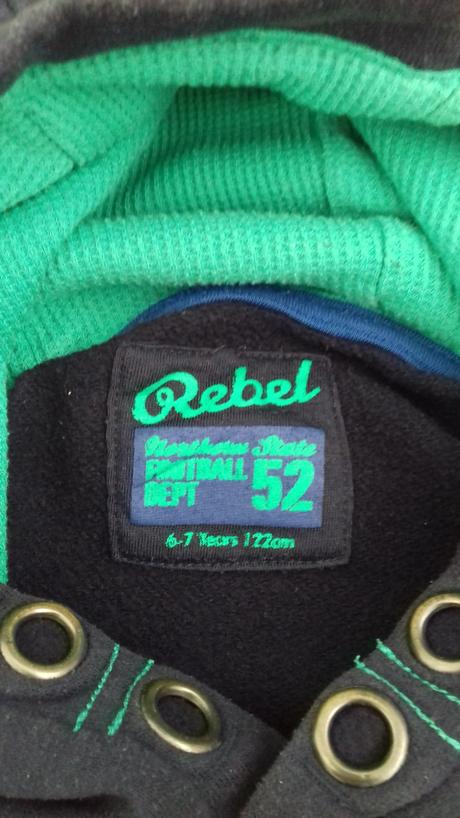 Rebel
Northern State
FOOTBALL
DEPT
52
6-7 Years 122cm